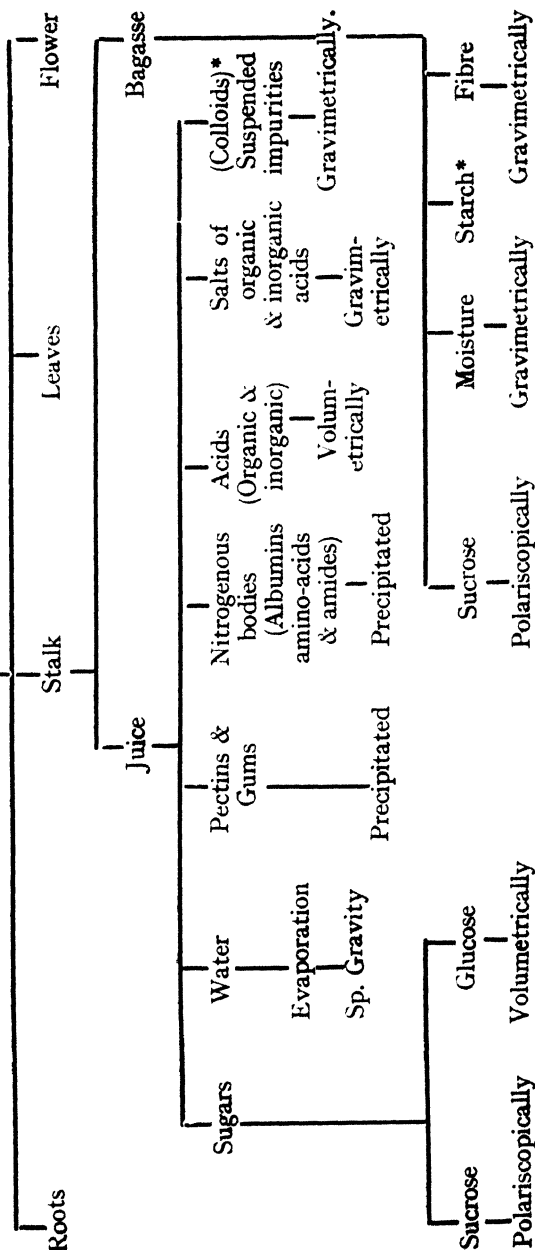 Roots
Stalk
Leaves
Flower
Juice
Bagasse
Sugars
Water
Evaporation
Sp. Gravity
Pectins &
Gums
Precipitated
Nitrogenous
bodies
(Albumins
amino-acids
& amides)
Precipitated
Acids
(Organic &
inorganic)
Volum-
etrically
Salts of
organic
& inorganic
acids
Gravim-
etrically
(Colloids)*
Suspended
impurities
Gravimetrically.
Sucrose
Polariscopically
Glucose
Volumetrically
Sucrose
Polariscopically
Moisture
Gravimetrically
Starch*
Fibre
Gravimetrically